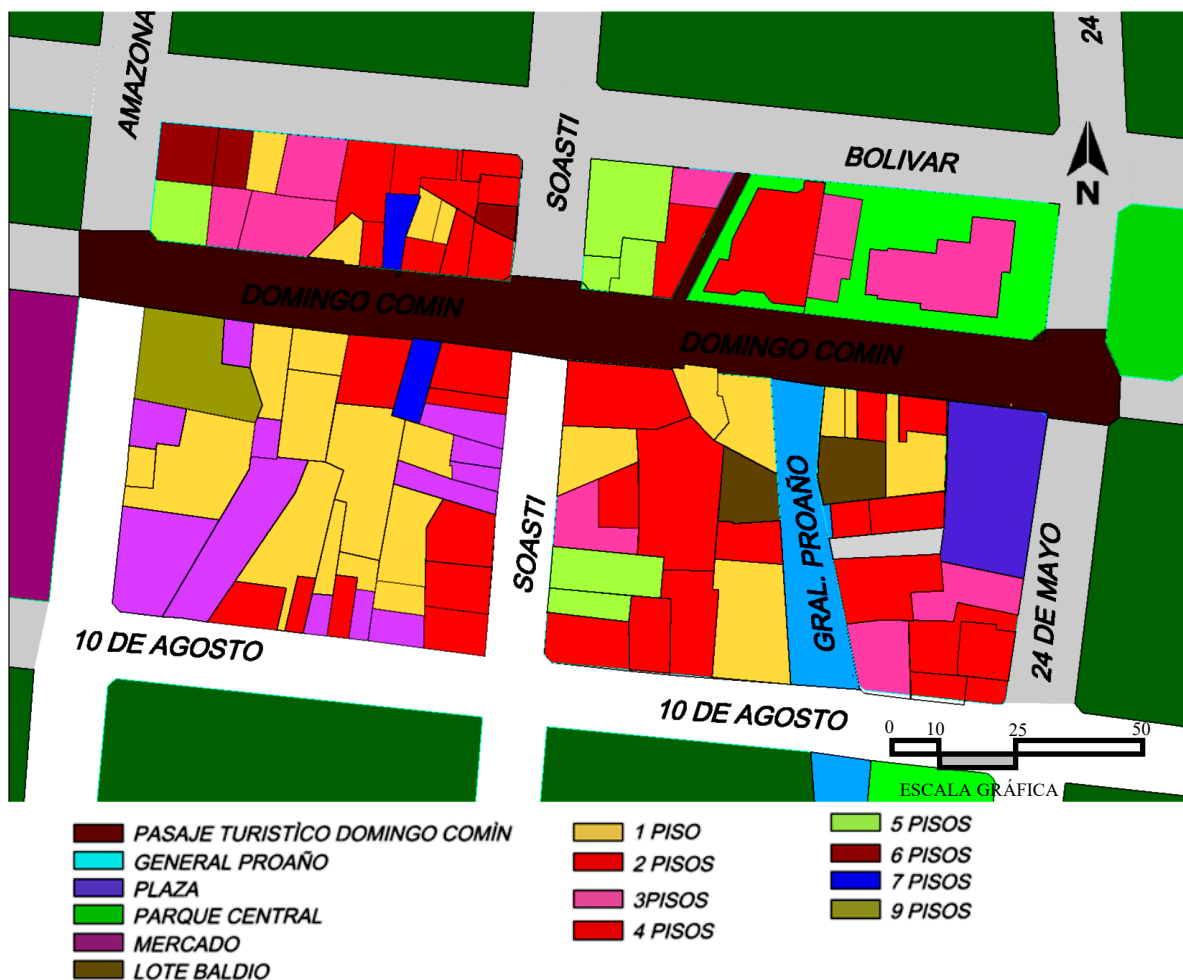 AMAZONA
24
SOASTI
BOLIVAR
N
DOMINGO COMIN
DOMINGO COMIN
SOASTI
GRAL. PROAÑO
24 DE MAYO
10 DE AGOSTO
10 DE AGOSTO
0 10 25 50
ESCALA GRÁFICA
PASAJE TURISTÌCO DOMINGO COMÌN
GENERAL PROAÑO
PLAZA
PARQUE CENTRAL
MERCADO
LOTE BALDIO
1 PISO
2 PISOS
3PISOS
4 PISOS
5 PISOS
6 PISOS
7 PISOS
9 PISOS